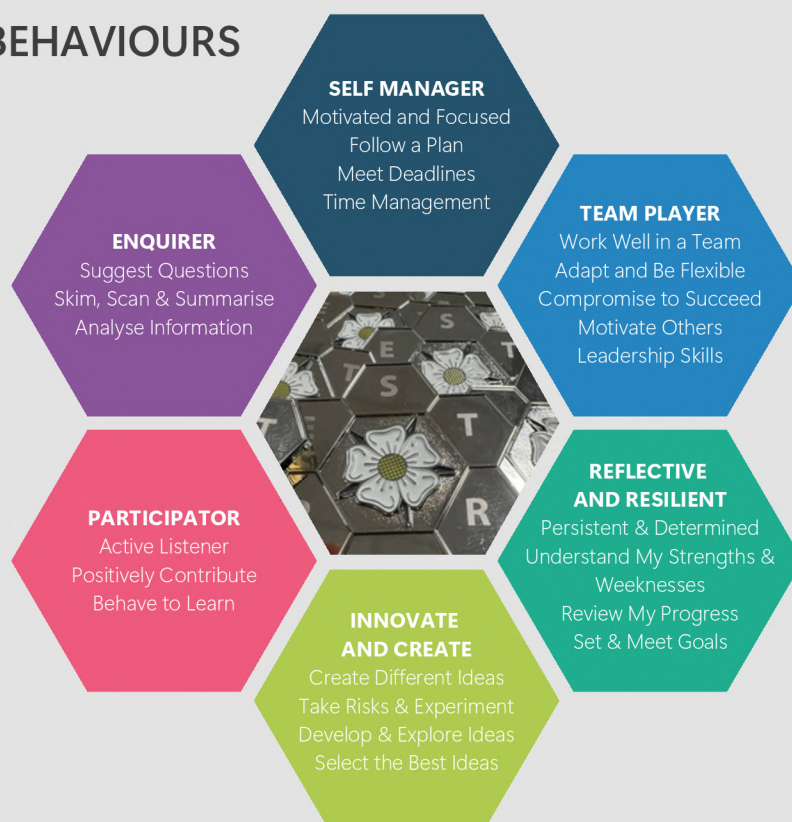 BEHAVIOURS
SELF MANAGER
Motivated and Focused
Follow a Plan
Meet Deadlines
Time Management
ENQUIRER
Suggest Questions
Skim, Scan & Summarise
Analyse Information
TEAM PLAYER
Work Well in a Team
Adapt and Be Flexible
Compromise to Succeed
Motivate Others
Leadership Skills
S
E
T
S
T
T
R
PARTICIPATOR
Active Listener
Positively Contribute
Behave to Learn
REFLECTIVE
AND RESILIENT
Persistent & Determined
Understand My Strengths &
Weeknesses
Review My Progress
Set & Meet Goals
INNOVATE
AND CREATE
Create Different Ideas
Take Risks & Experiment
Develop & Explore Ideas
Select the Best Ideas